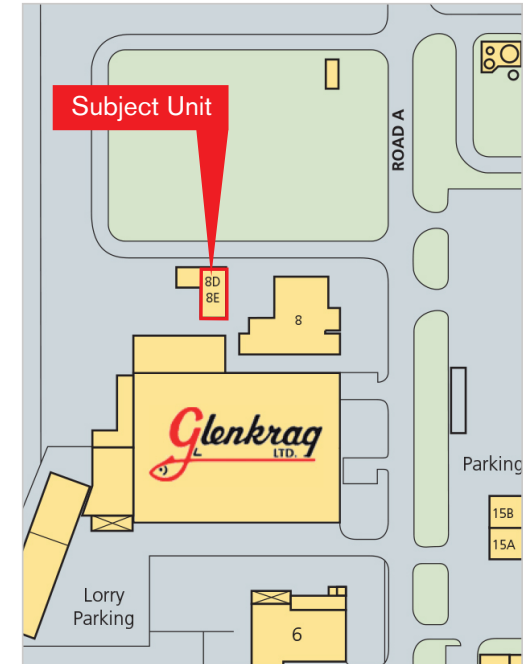 ROAD A
Subject Unit
8D
8E
8
Glenkrag
LTD.
Parking
15B
15A
Lorry
Parking
6